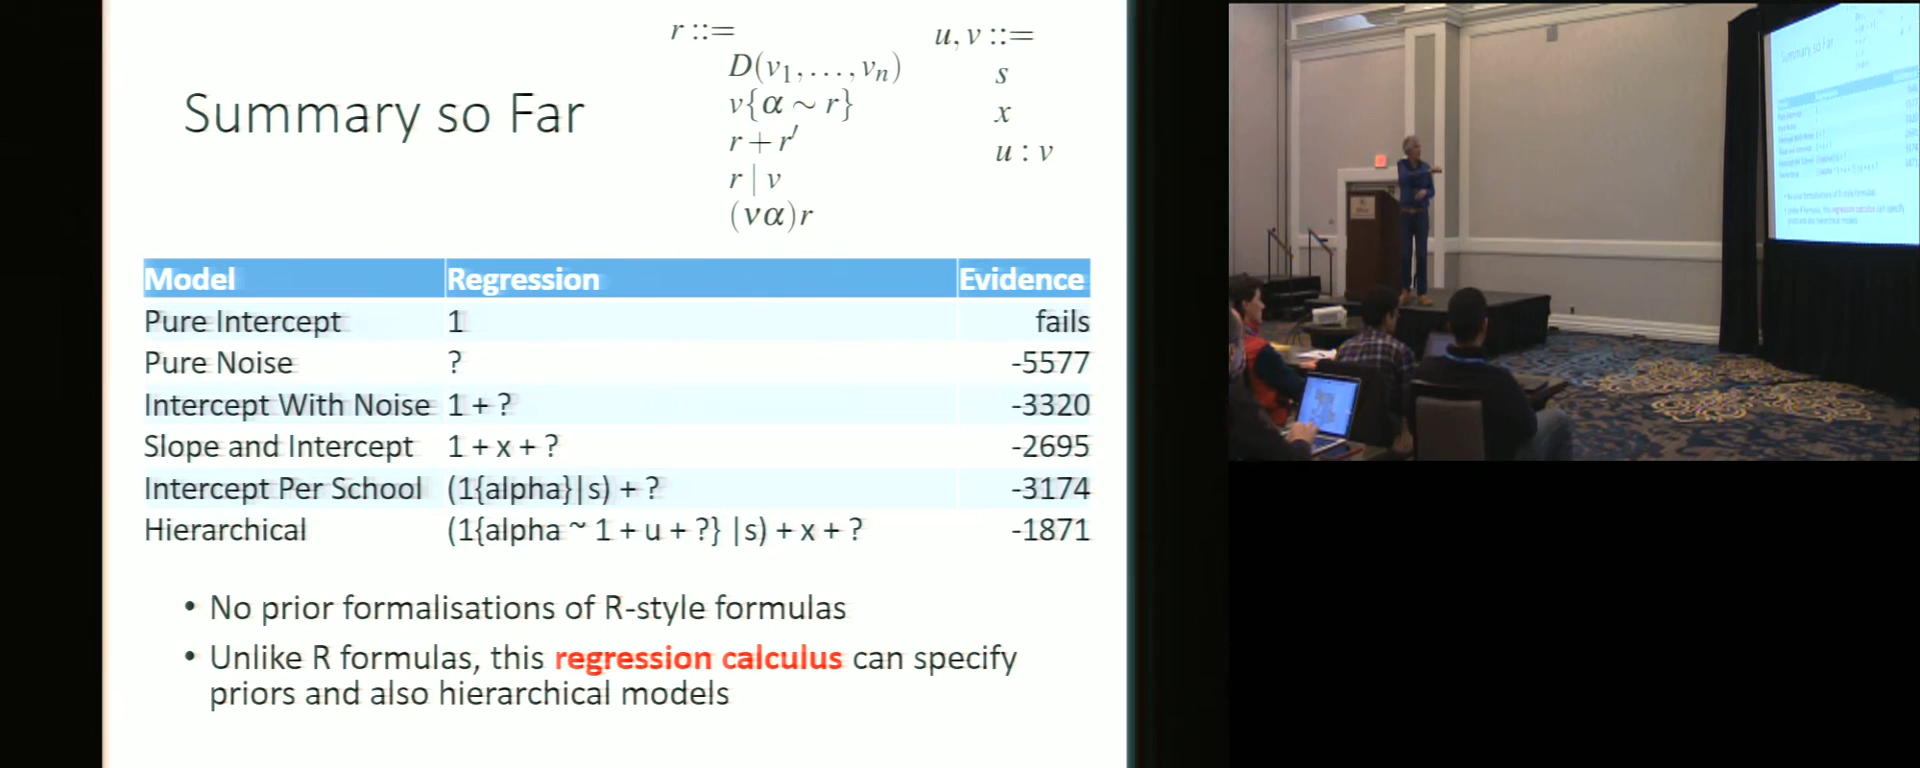 Summary so Far
r ::=
D(v₁, . . . , vₙ)
v{α ∼ r}
r + r′
r | v
(να)r
u, v ::=
s
x
u : v
Model Regression Evidence
Pure Intercept 1 fails
Pure Noise ? -5577
Intercept With Noise 1 + ? -3320
Slope and Intercept 1 + x + ? -2695
Intercept Per School (1{alpha}|s) + ? -3174
Hierarchical (1{alpha ~ 1 + u + ?} |s) + x + ? -1871
• No prior formalisations of R-style formulas
• Unlike R formulas, this regression calculus can specify
priors and also hierarchical models